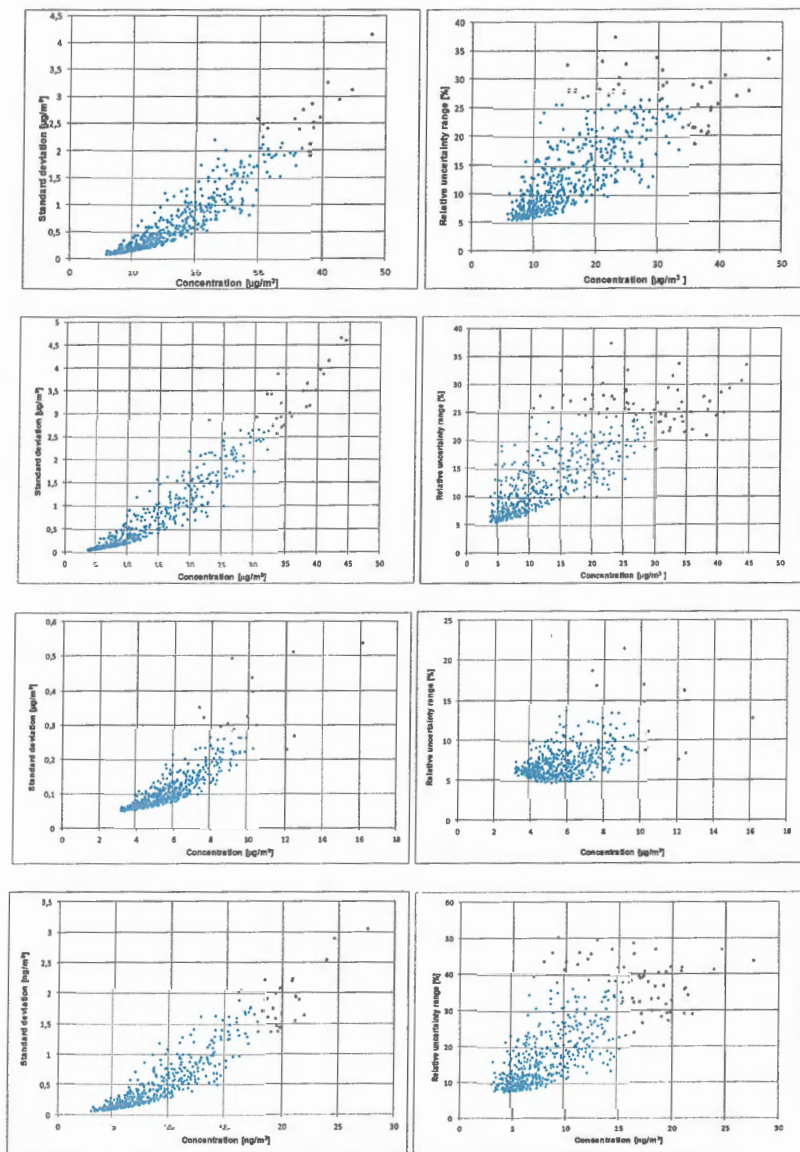 4,5
4
3,5
3
2,5
2
1,5
1
0,5
0
0 10 30 40 50
Standard deviation [µg/m³]
Concentration [µg/m³]
40
35
30
25
20
15
10
5
0
0 10 20 30 40 50
Relative uncertainty range [%]
Concentration [µg/m³ ]
5
4,5
4
3,5
3
2,5
2
1,5
1
0,5
0
0 35 40 45 50
Standard deviation [µg/m³]
Concentration [µg/m³]
40
35
30
25
20
15
10
5
0
0 5 10 15 20 25 30 35 40 45 50
Relative uncertainty range [%]
Concentration [µg/m³ ]
0,6
0,5
0,4
0,3
0,2
0,1
0
0 2 4 6 8 10 12 14 16 18
Standard deviation [µg/m³]
Concentration [µg/m³]
25
20
15
10
5
0
0 2 4 6 8 10 12 14 16 18
Relative uncertainty range [%]
Concentration [µg/m³]
3,5
3
2,5
2
1,5
1
0,5
0
0 20 25 30
Standard deviation [ng/m³]
Concentration [ng/m³]
60
50
40
30
20
10
0
0 5 10 15 20 25 30
Relative uncertainty range [%]
Concentration [ng/m³]